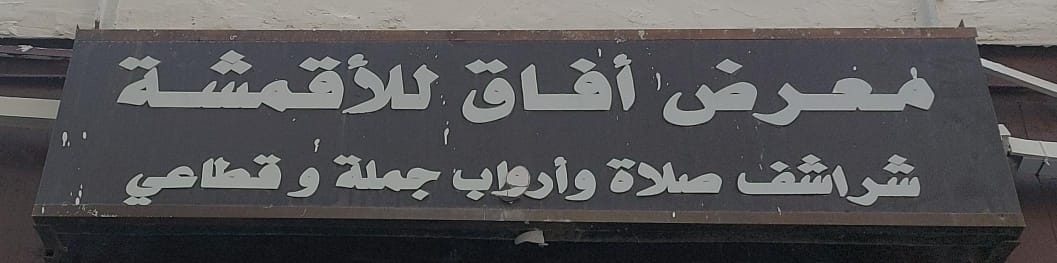 معرض أفاق للأقمشة
شراشف صلاة وأرواب جملة و قطاعي